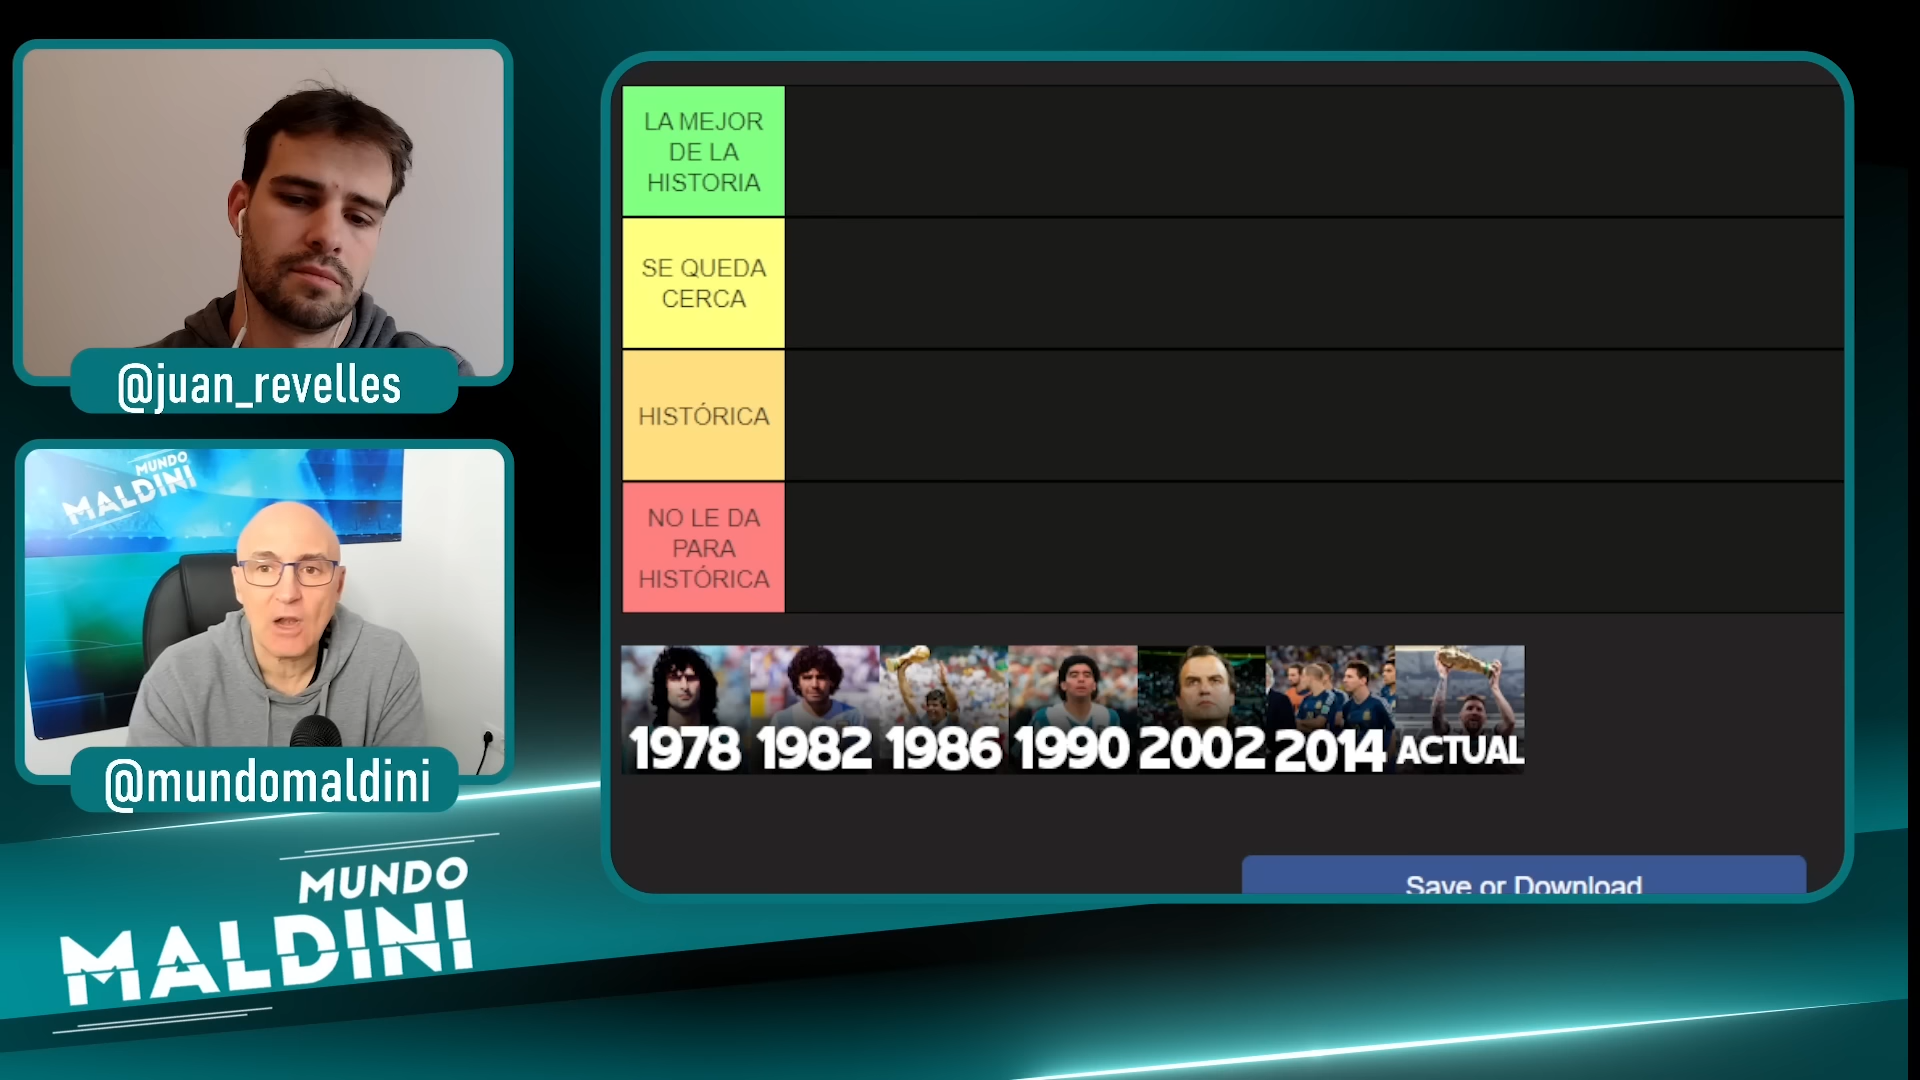 @juan_revelles
MUNDO
MALDINI
@mundomaldini
MUNDO
MALDINI
LA MEJOR
DE LA
HISTORIA
SE QUEDA
CERCA
HISTÓRICA
NO LE DA
PARA
HISTÓRICA
1978 1982 1986 1990 2002 2014 ACTUAL
Save or Download